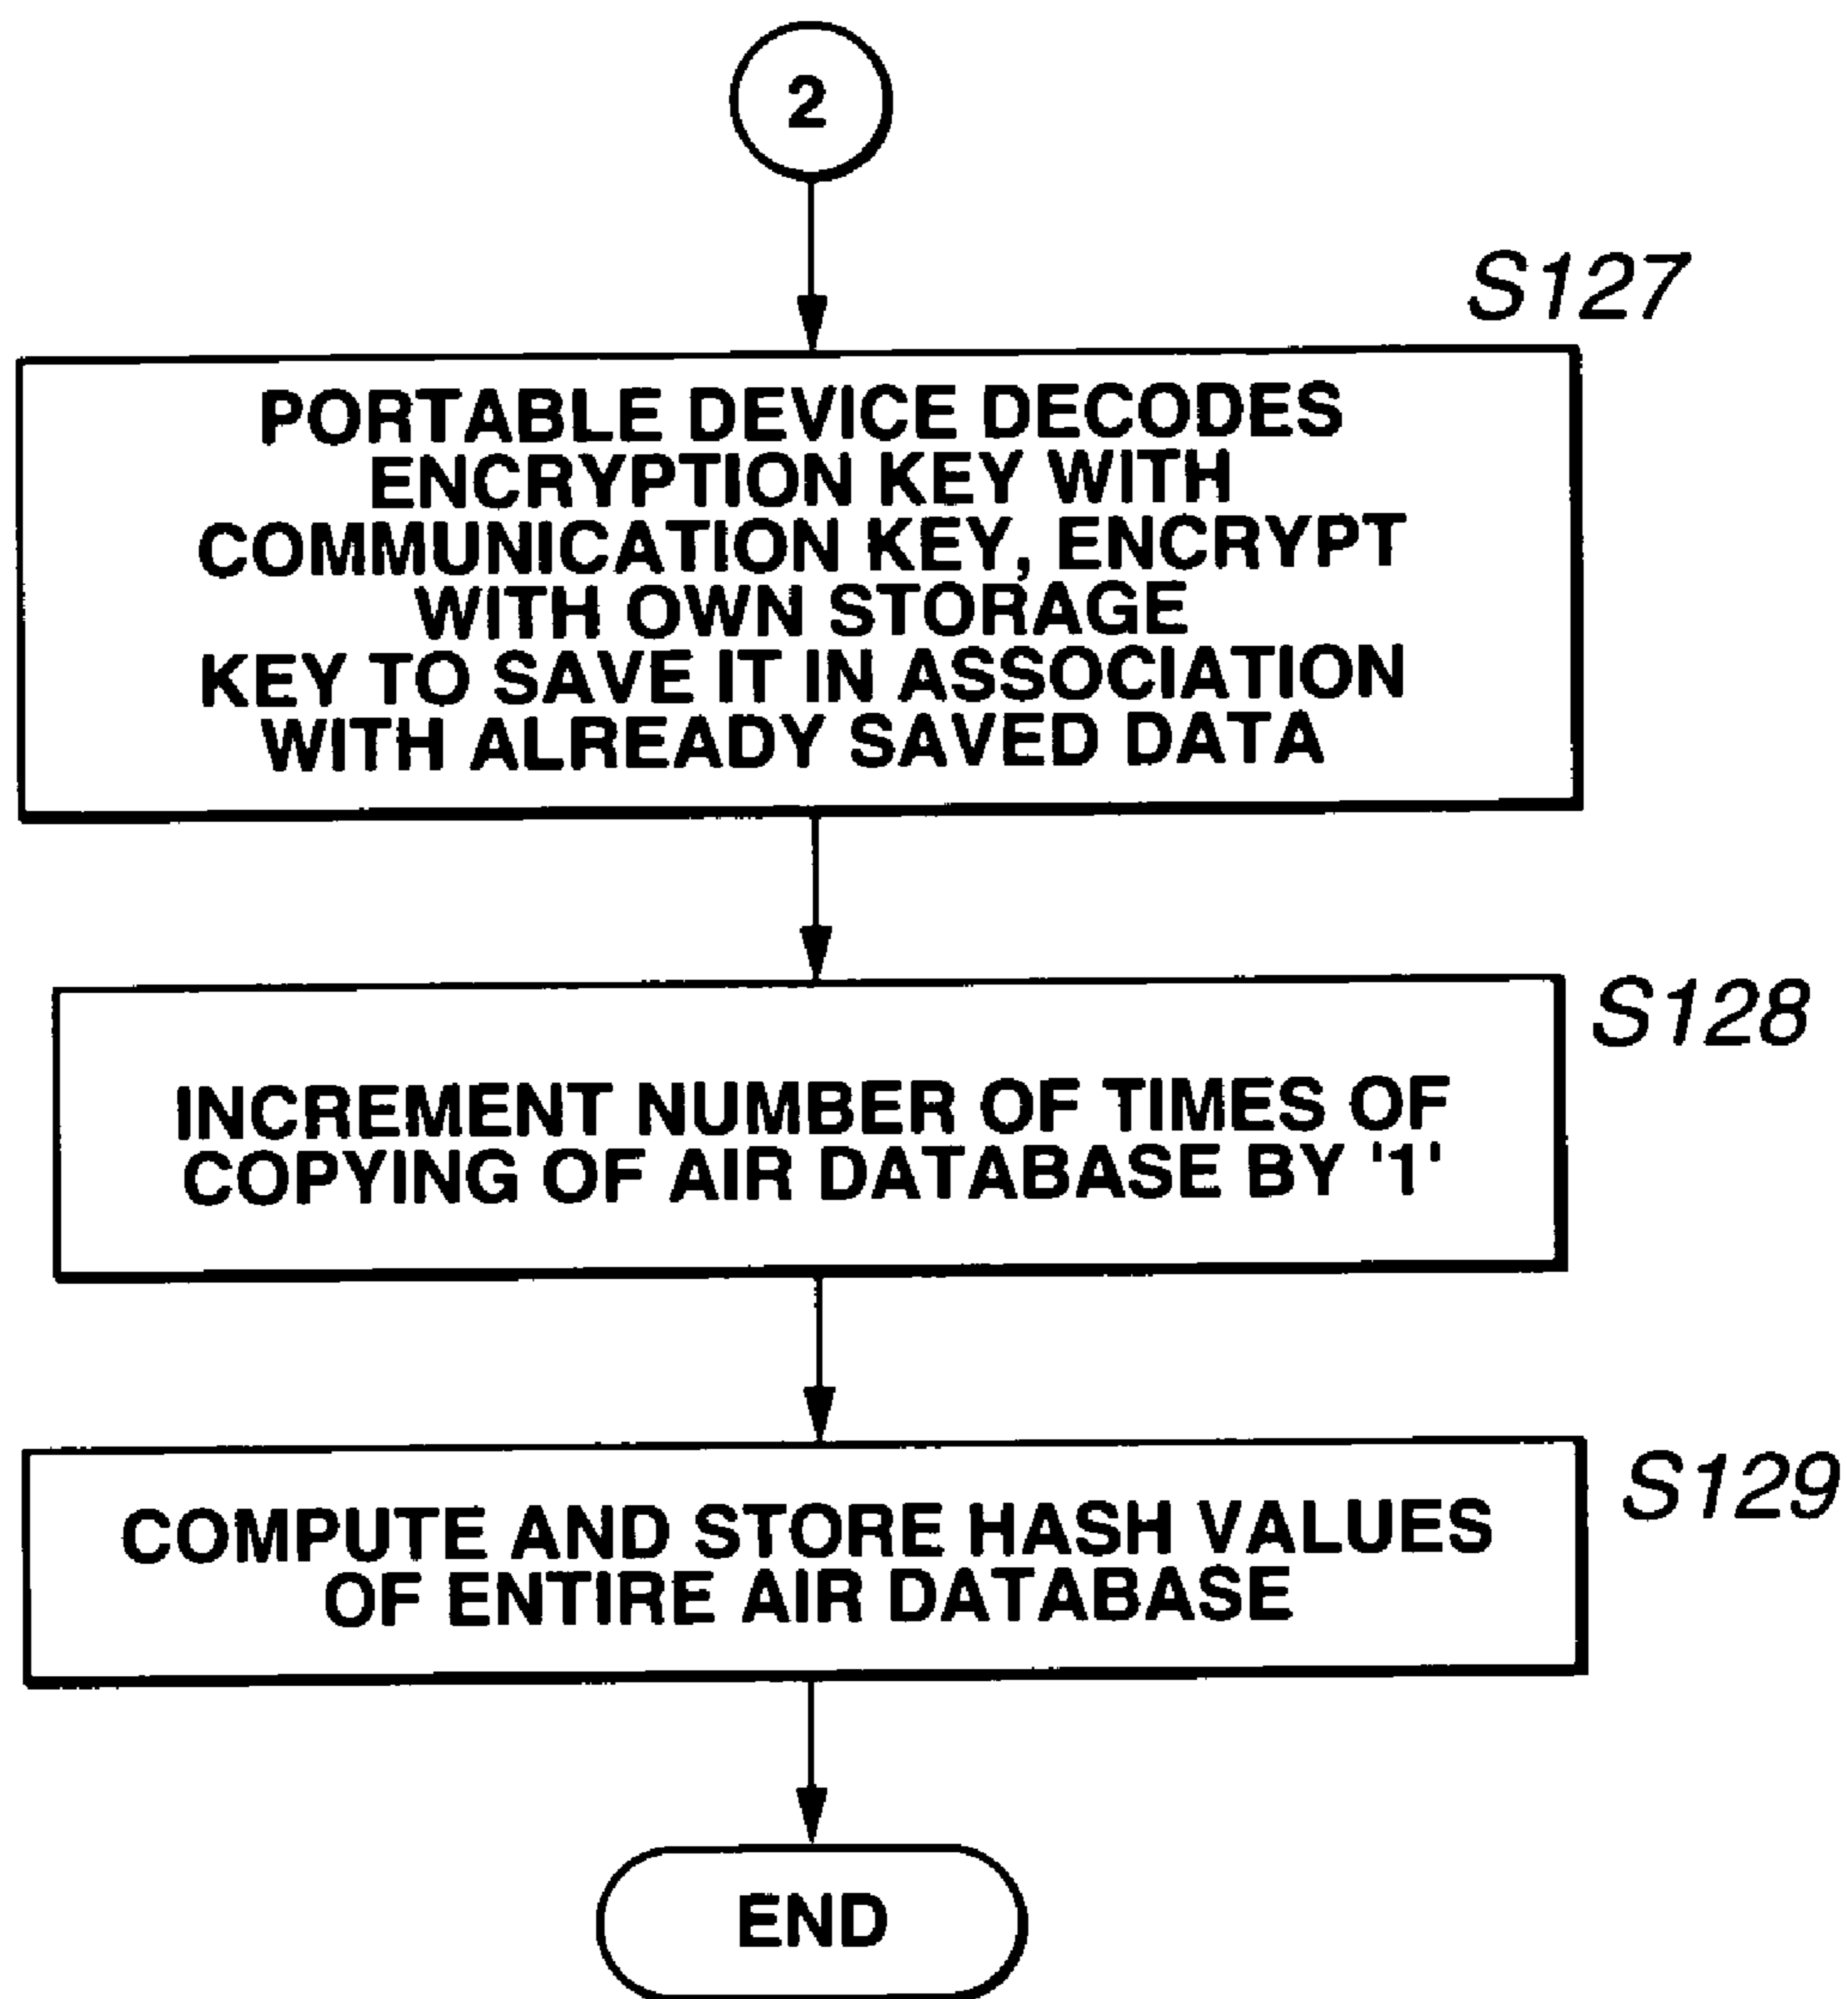 2
S127
PORTABLE DEVICE DECODES
ENCRYPTION KEY WITH
COMMUNICATION KEY, ENCRYPT
WITH OWN STORAGE
KEY TO SAVE IT IN ASSOCIATION
WITH ALREADY SAVED DATA
S128
INCREMENT NUMBER OF TIMES OF
COPYING OF AIR DATABASE BY '1'
S129
COMPUTE AND STORE HASH VALUES
OF ENTIRE AIR DATABASE
END